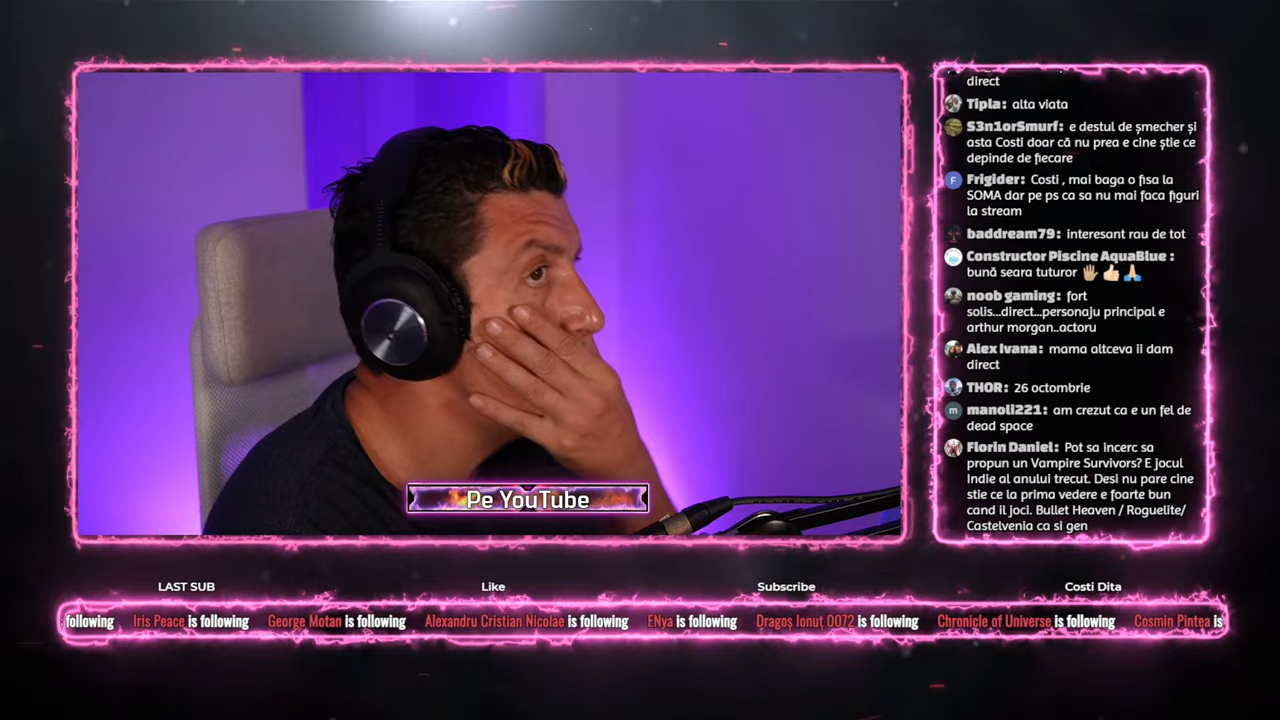 direct
Tipla: alta viata
S3n1orSmurf: e destul de șmecher și
asta Costi doar că nu prea e cine știe ce
depinde de fiecare
F Frigider: Costi , mai baga o fisa la
SOMA dar pe ps ca sa nu mai faca figuri
la stream
baddream79: interesant rau de tot
Constructor Piscine AquaBlue :
bună seara tuturor 🖐🏼👍🏼🙏🏼
noob gaming: fort
solis...direct...personaju principal e
arthur morgan..actoru
Alex Ivana: mama altceva ii dam
direct
THOR: 26 octombrie
m manoli221: am crezut ca e un fel de
dead space
Florin Daniel: Pot sa incerc sa
propun un Vampire Survivors? E jocul
Indie al anului trecut. Desi nu pare cine
stie ce la prima vedere e foarte bun
cand il joci. Bullet Heaven / Roguelite/
Castelvenia ca si gen
Pe YouTube
LAST SUB Like Subscribe Costi Dita
following Iris Peace is following George Motan is following Alexandru Cristian Nicolae is following ENya is following Dragoș Ionuț 0072 is following Chronicle of Universe is following Cosmin Pintea is